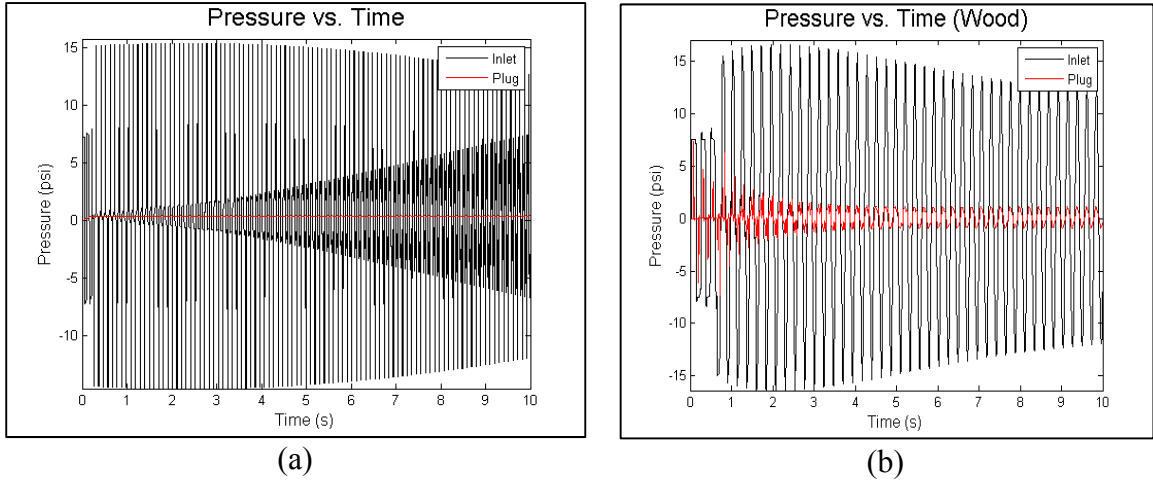 Pressure vs. Time
15
10
5
0
-5
-10
Pressure (psi)
0 1 2 3 4 5 6 7 8 9 10
Time (s)
Inlet
Plug
(a)
Pressure vs. Time (Wood)
15
10
5
0
-5
-10
-15
Pressure (psi)
0 1 2 3 4 5 6 7 8 9 10
Time (s)
Inlet
Plug
(b)